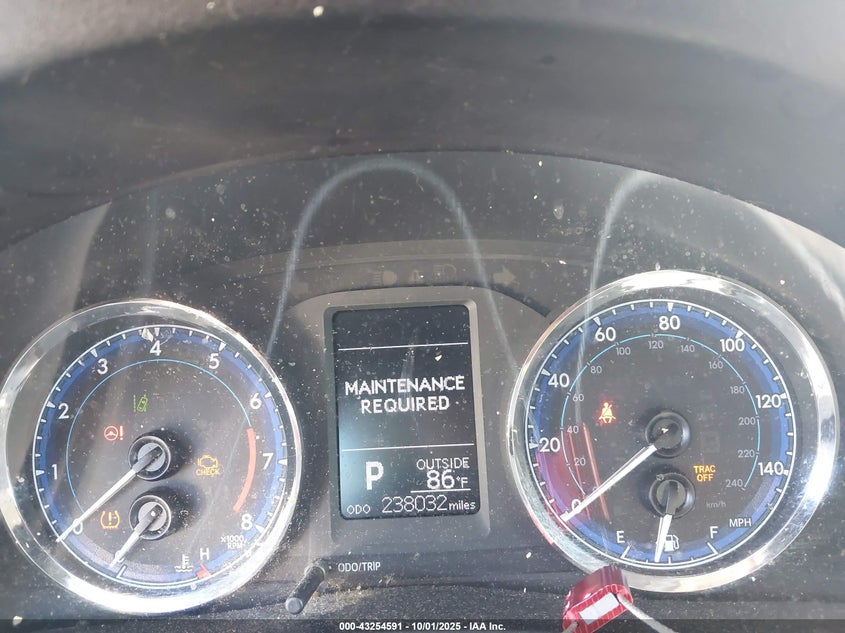 0 1 2 3 4 5 6 7 8
x1000
RPM
CHECK
H
MAINTENANCE
REQUIRED
P
OUTSIDE
86°F
ODO 238032 miles
ODO/TRIP
0 20 40 60 80 100 120 140
20 40 60 80 100 120 140 160 180 200 220 240
km/h
MPH
TRAC
OFF
E F
000-43254591 - 10/01/2025 - IAA Inc.